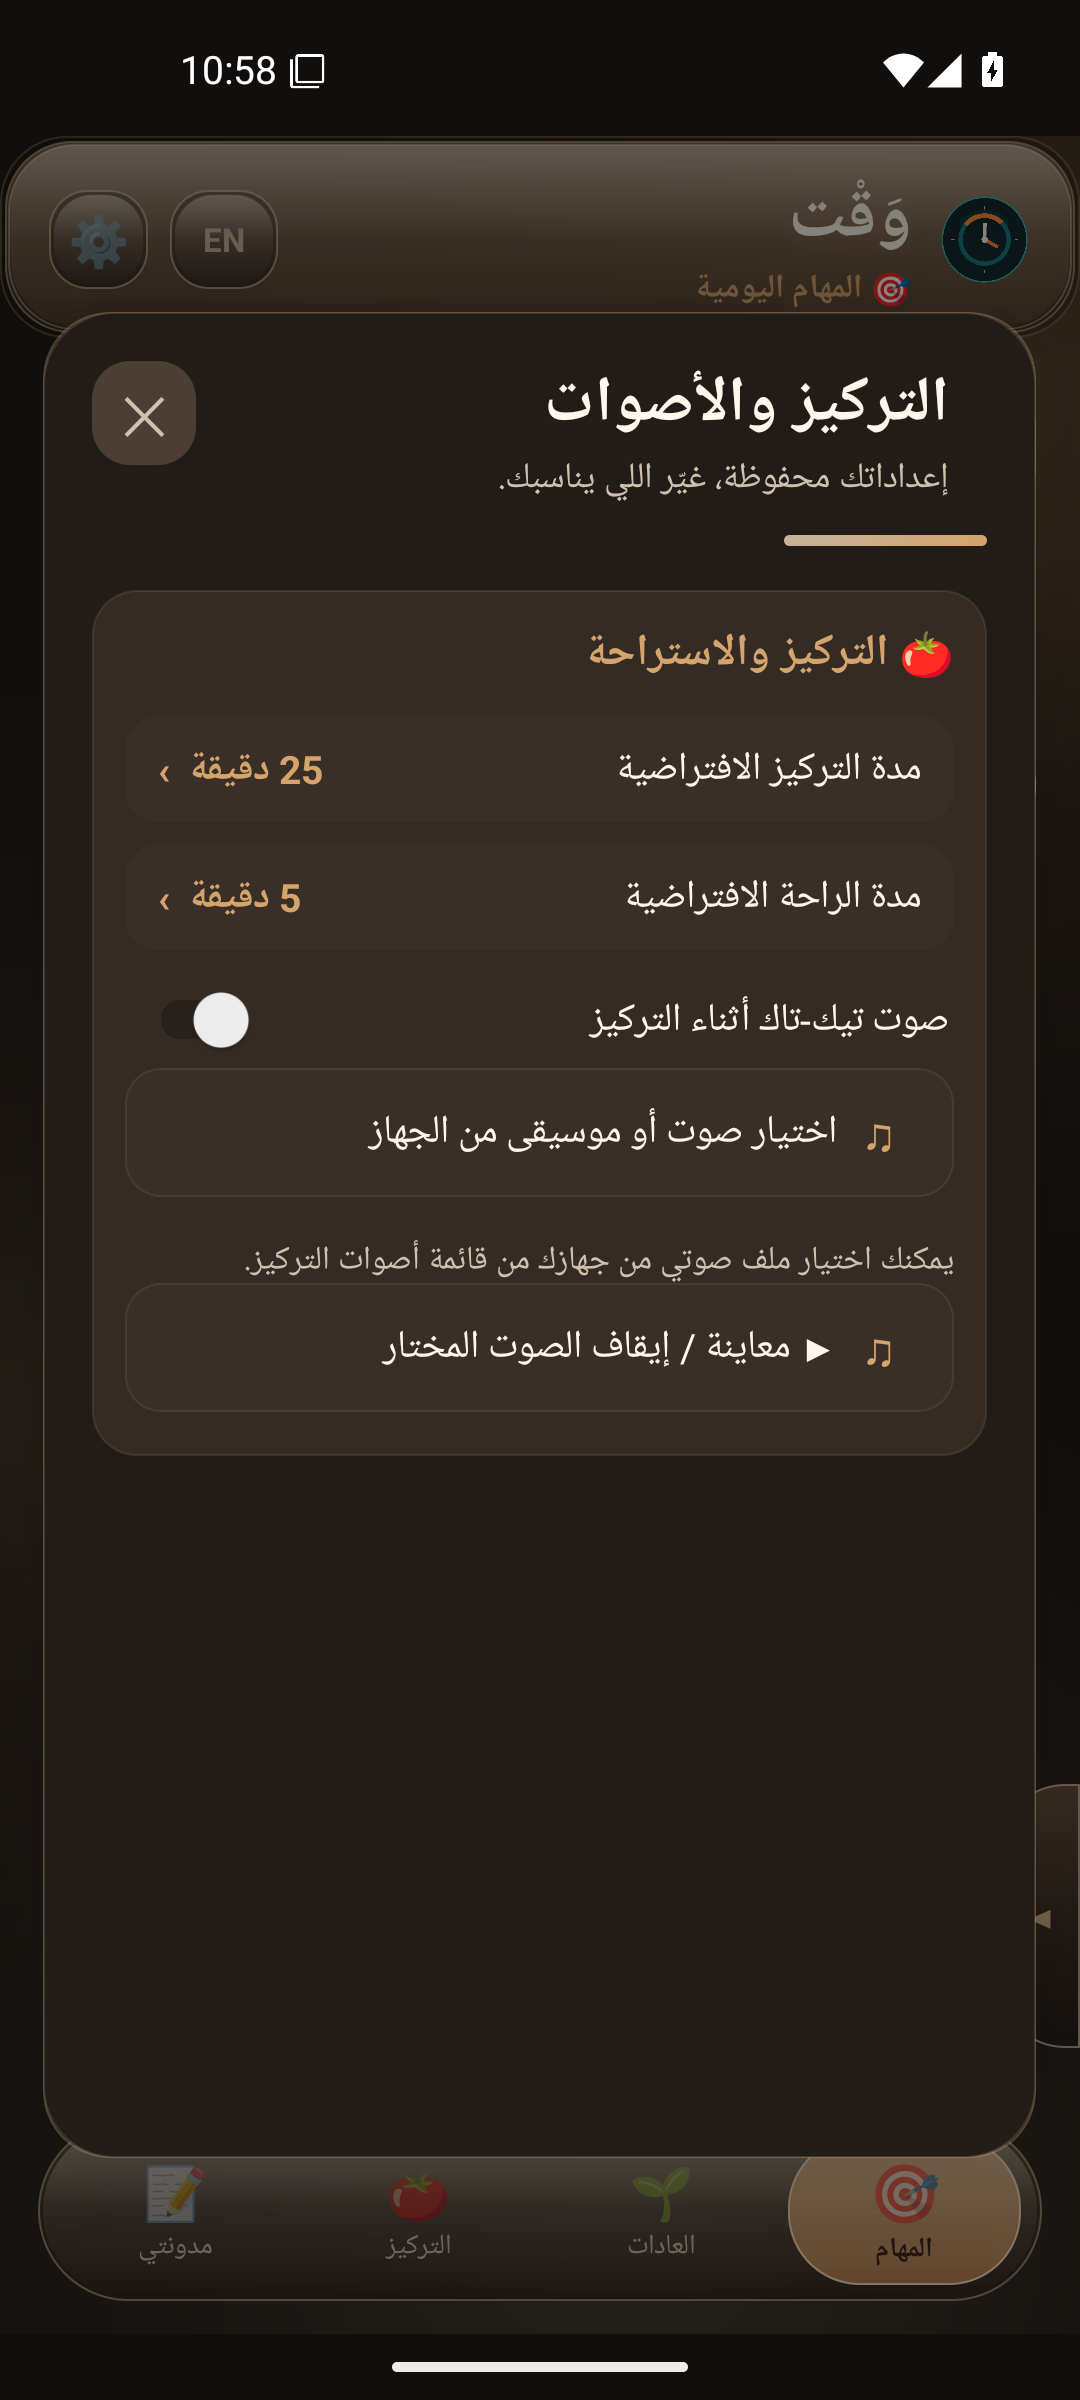 10:58
وَقْت
🎯 المهام اليومية
EN
التركيز والأصوات
إعداداتك محفوظة، غيّر اللي يناسبك.
🍅 التركيز والاستراحة
مدة التركيز الافتراضية
25 دقيقة ›
مدة الراحة الافتراضية
5 دقيقة ›
صوت تيك-تاك أثناء التركيز
♫ اختيار صوت أو موسيقى من الجهاز
يمكنك اختيار ملف صوتي من جهازك من قائمة أصوات التركيز.
♫ ▶ معاينة / إيقاف الصوت المختار
المهام
العادات
التركيز
مدونتي